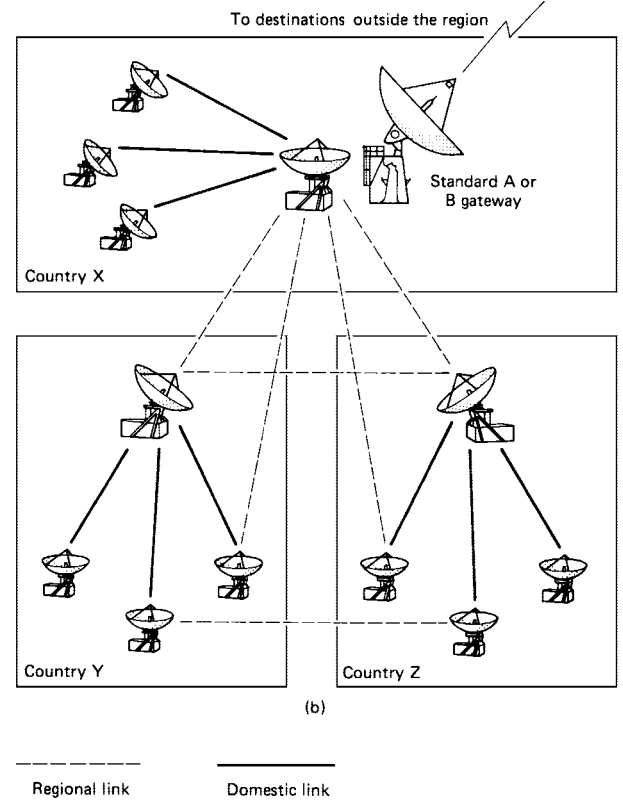 To destinations outside the region
Standard A or
B gateway
Country X
Country Y
Country Z
(b)
Regional link
Domestic link